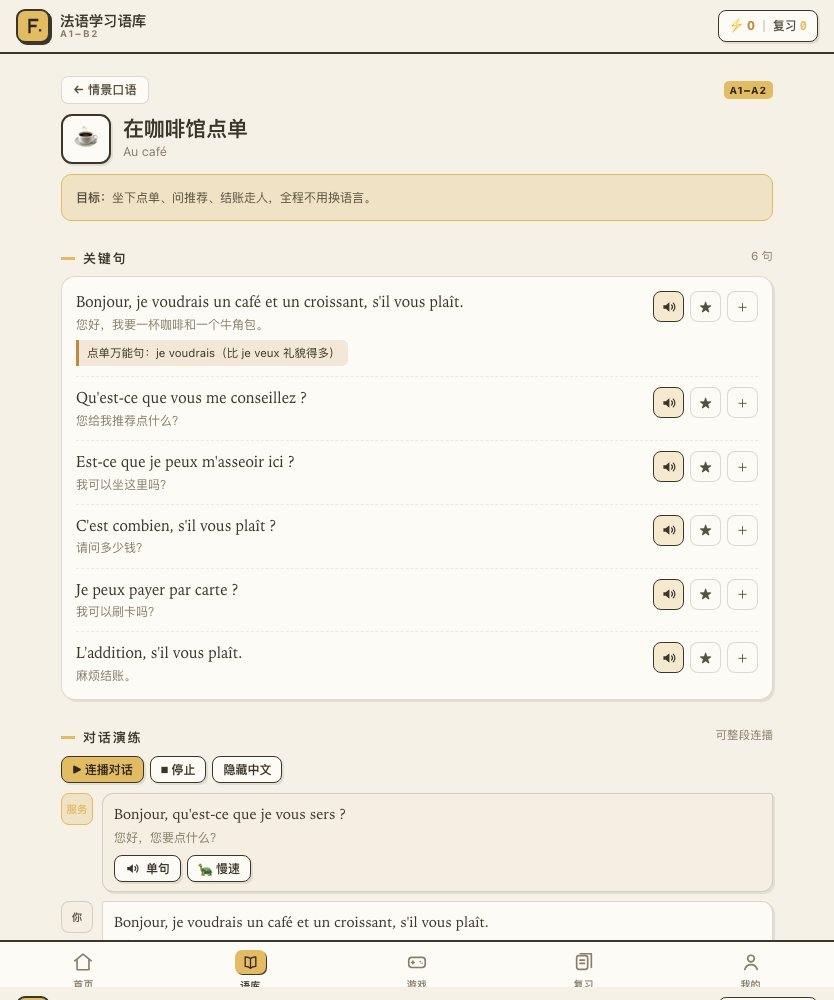 F.
法语学习语库
A1–B2
⚡ 0 | 复习 0
← 情景口语
A1–A2
在咖啡馆点单
Au café
目标：坐下点单、问推荐、结账走人，全程不用换语言。
关键句
6 句
Bonjour, je voudrais un café et un croissant, s'il vous plaît.
您好，我要一杯咖啡和一个牛角包。
点单万能句：je voudrais（比 je veux 礼貌得多）
Qu'est-ce que vous me conseillez ?
您给我推荐点什么？
Est-ce que je peux m'asseoir ici ?
我可以坐这里吗？
C'est combien, s'il vous plaît ?
请问多少钱？
Je peux payer par carte ?
我可以刷卡吗？
L'addition, s'il vous plaît.
麻烦结账。
对话演练
可整段连播
▶ 连播对话 ■ 停止 隐藏中文
服务
Bonjour, qu'est-ce que je vous sers ?
您好，您要点什么？
单句 慢速
你
Bonjour, je voudrais un café et un croissant, s'il vous plaît.
首页 语库 游戏 复习 我的